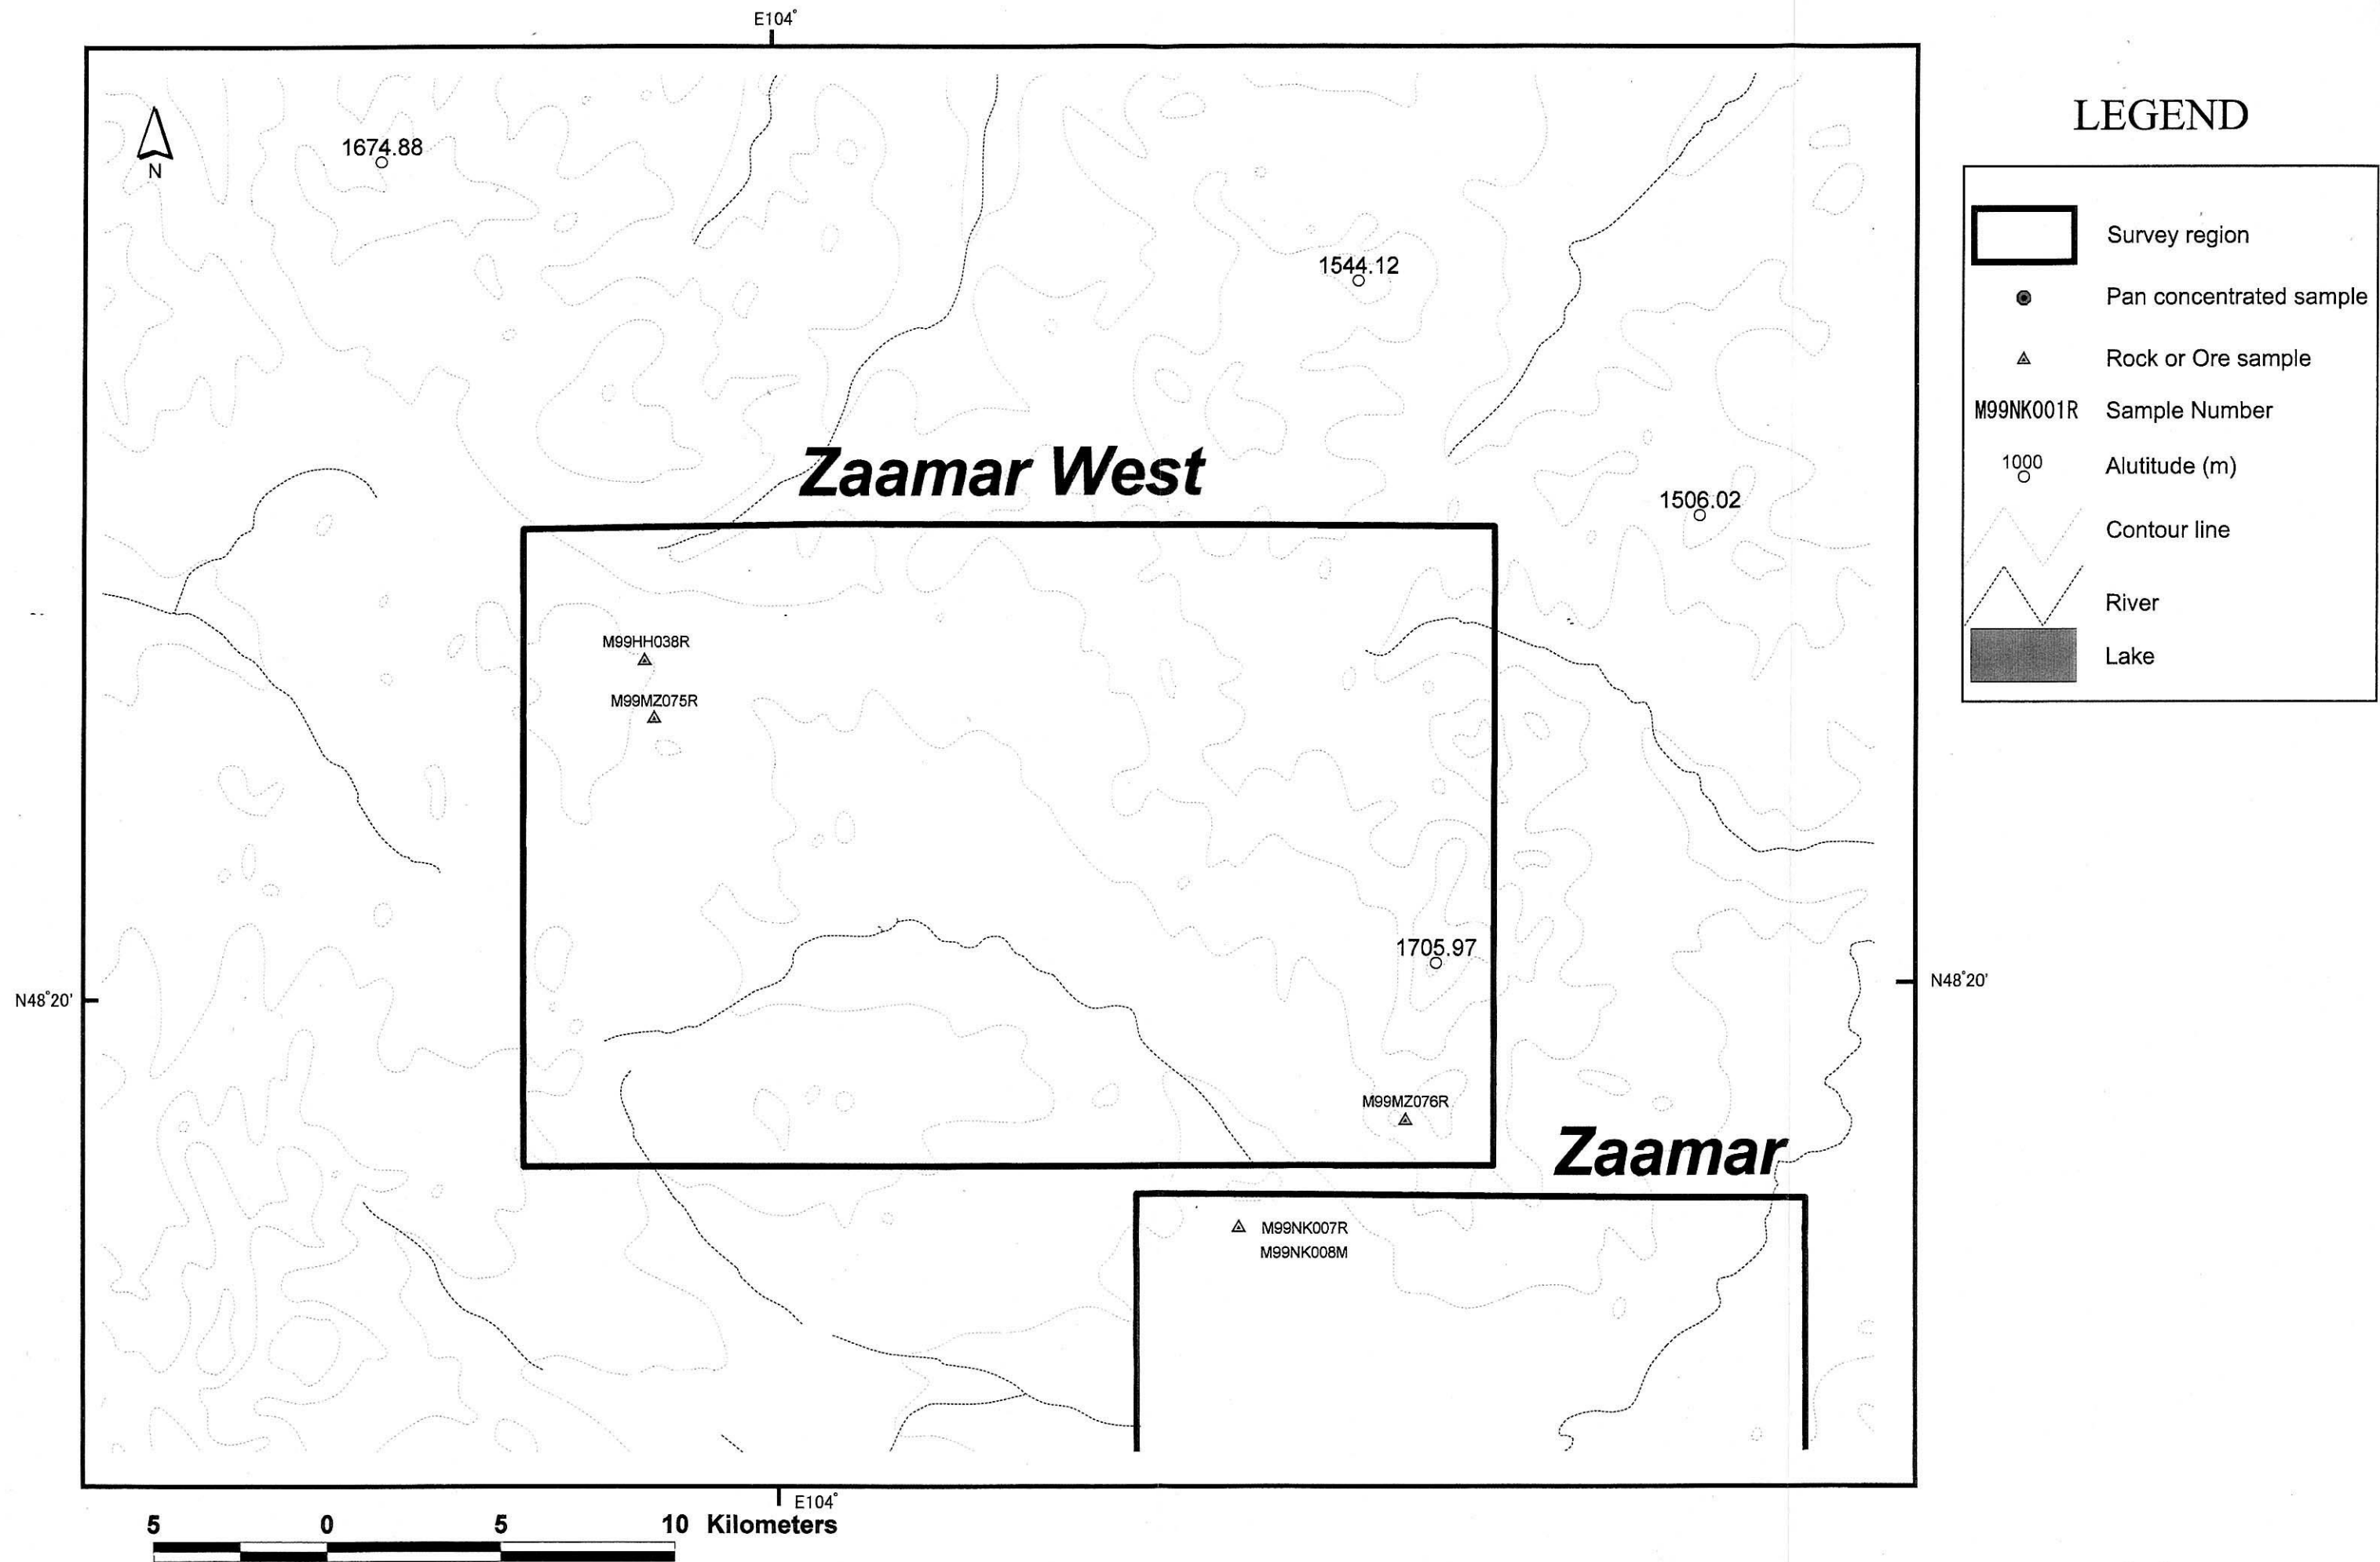 E104°
N
1674.88
1544.12
1506.02
Zaamar West
M99HH038R
M99MZ075R
1705.97
N48°20'
N48°20'
M99MZ076R
Zaamar
M99NK007R
M99NK008M
E104°
5 0 5 10 Kilometers
LEGEND
Survey region
Pan concentrated sample
Rock or Ore sample
M99NK001R Sample Number
1000 Alutitude (m)
Contour line
River
Lake